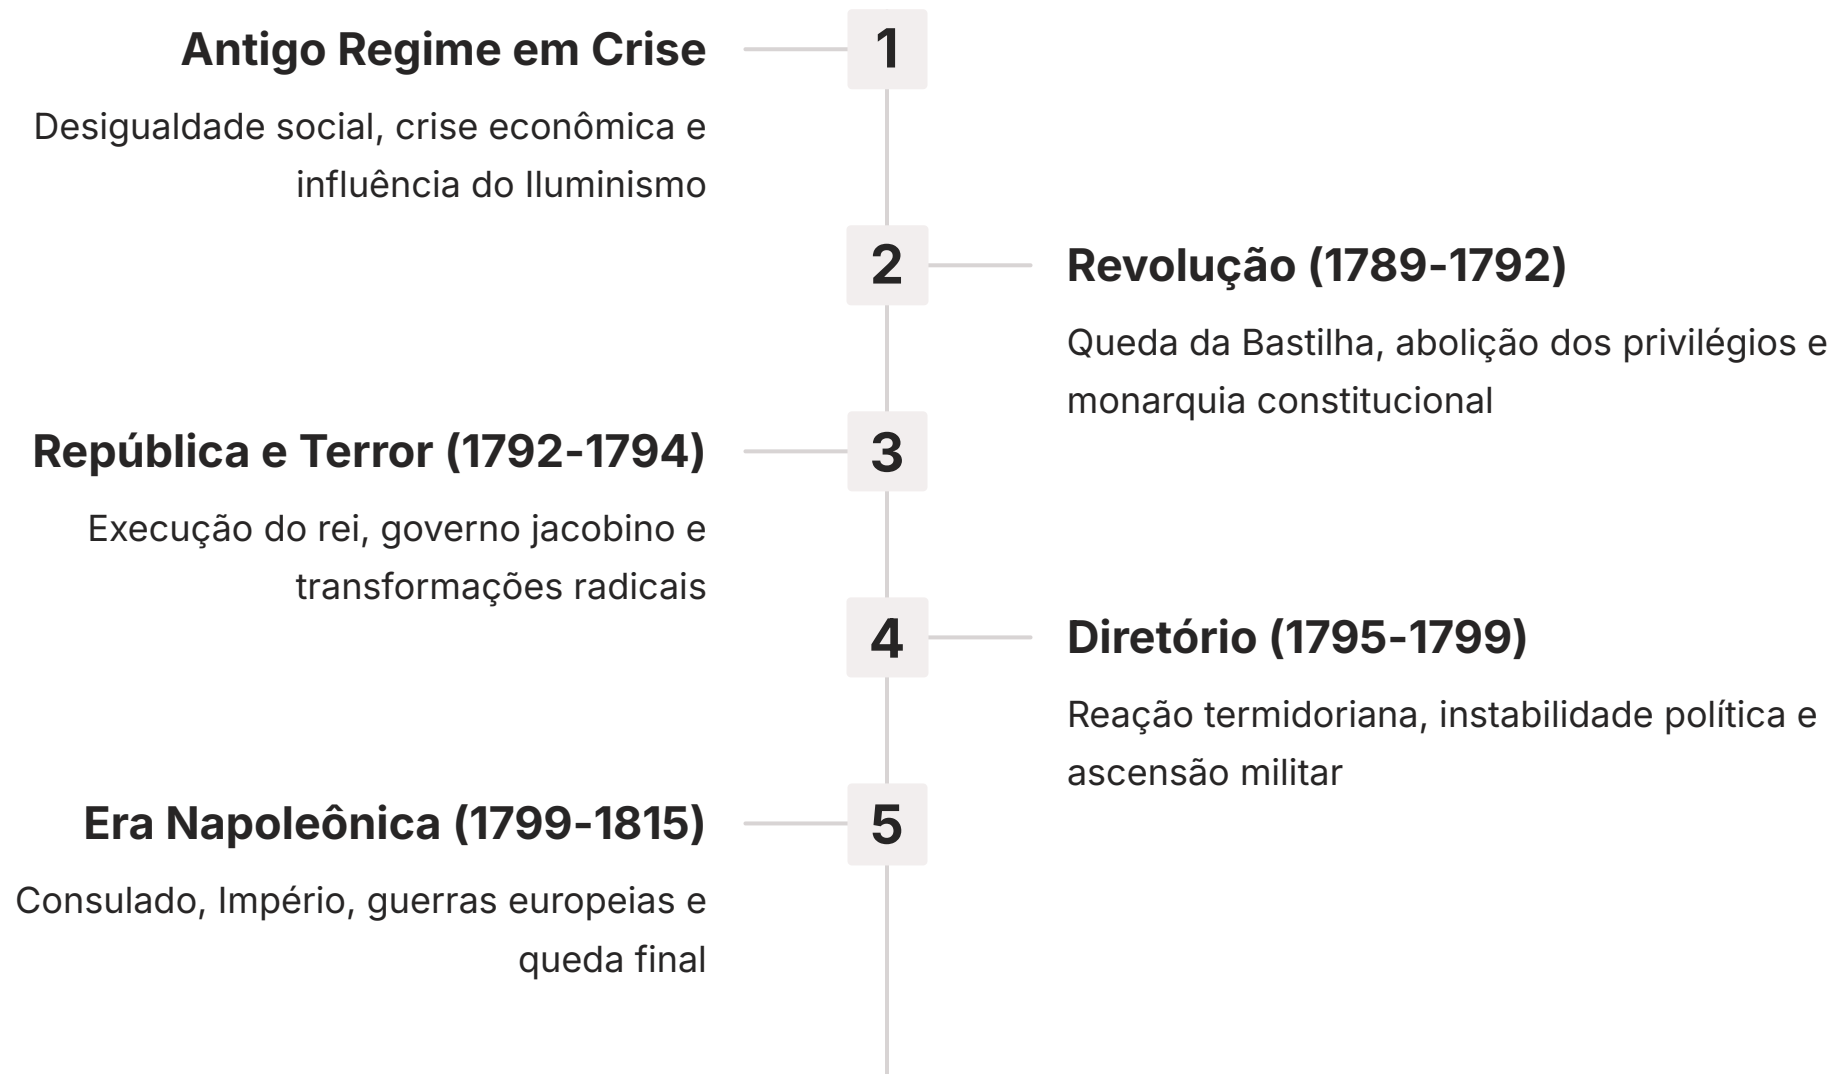 1
Antigo Regime em Crise
Desigualdade social, crise econômica e
influência do Iluminismo
2
Revolução (1789-1792)
Queda da Bastilha, abolição dos privilégios e
monarquia constitucional
3
República e Terror (1792-1794)
Execução do rei, governo jacobino e
transformações radicais
4
Diretório (1795-1799)
Reação termidoriana, instabilidade política e
ascensão militar
5
Era Napoleônica (1799-1815)
Consulado, Império, guerras europeias e
queda final